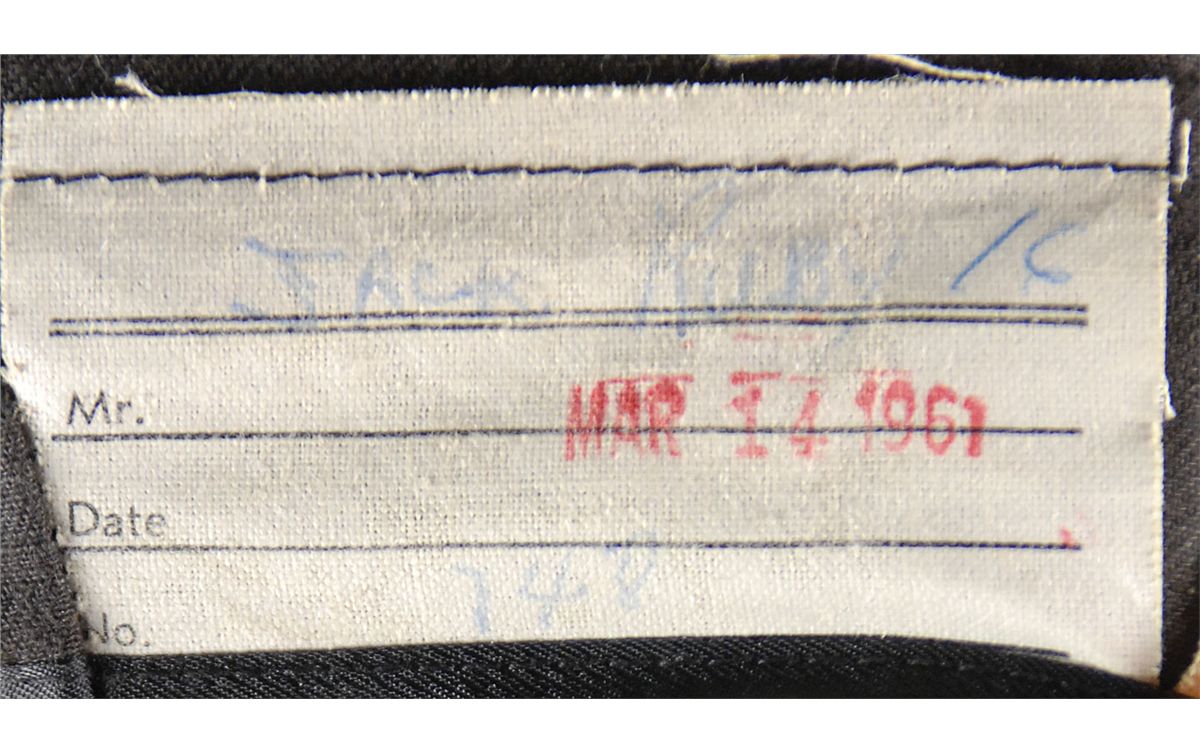 JACK RUBY
Mr. MAR 14 1961
Date
No. 748